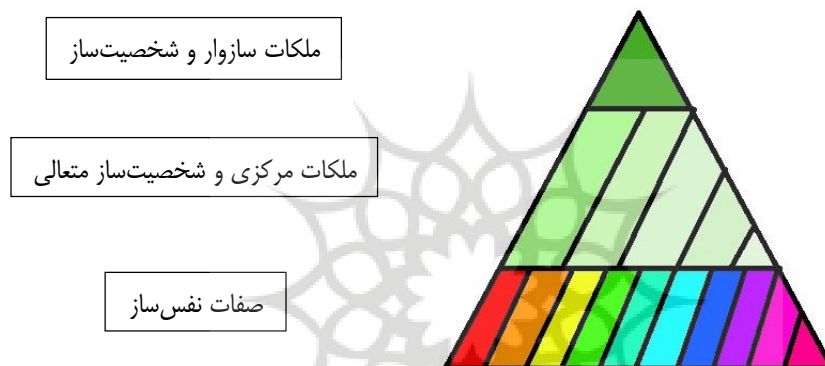 ملکات سازوار و شخصیت‌ساز
ملکات مرکزی و شخصیت‌ساز متعالی
صفات نفس‌ساز